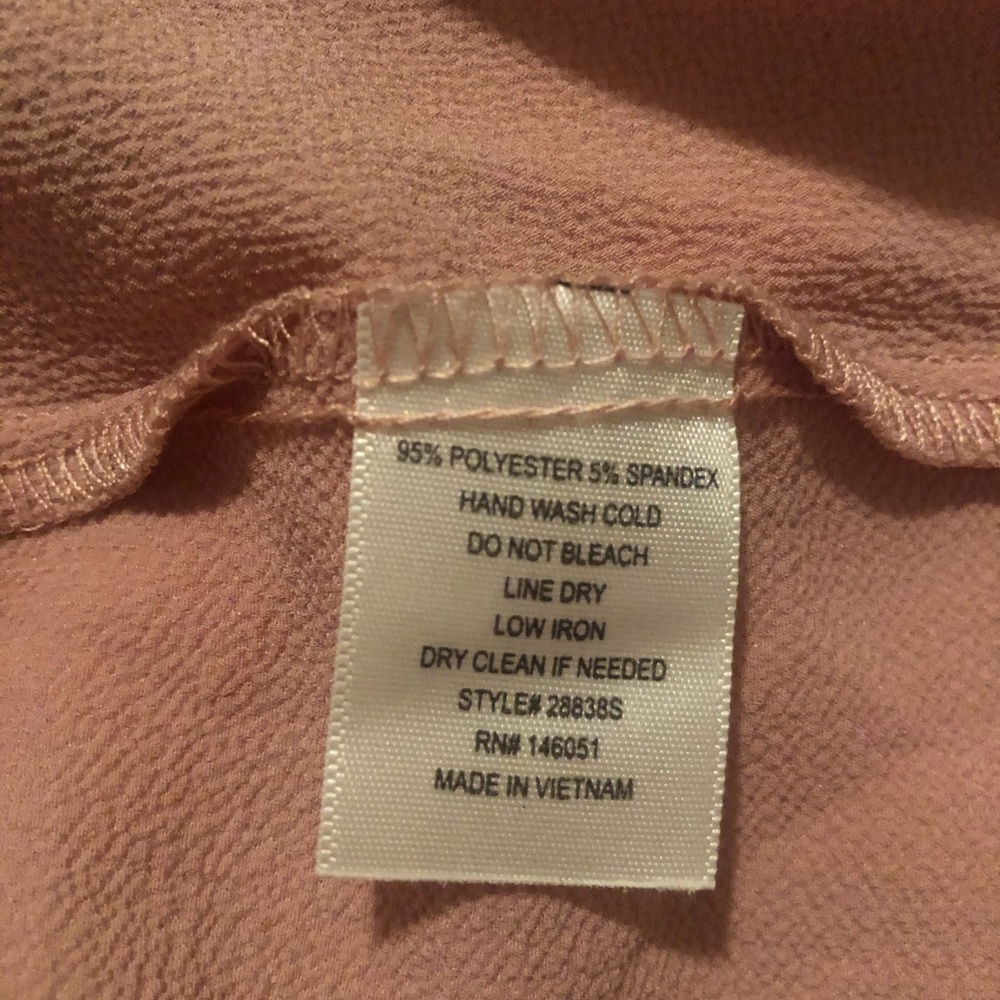 95% POLYESTER 5% SPANDEX
HAND WASH COLD
DO NOT BLEACH
LINE DRY
LOW IRON
DRY CLEAN IF NEEDED
STYLE# 28838S
RN# 146051
MADE IN VIETNAM